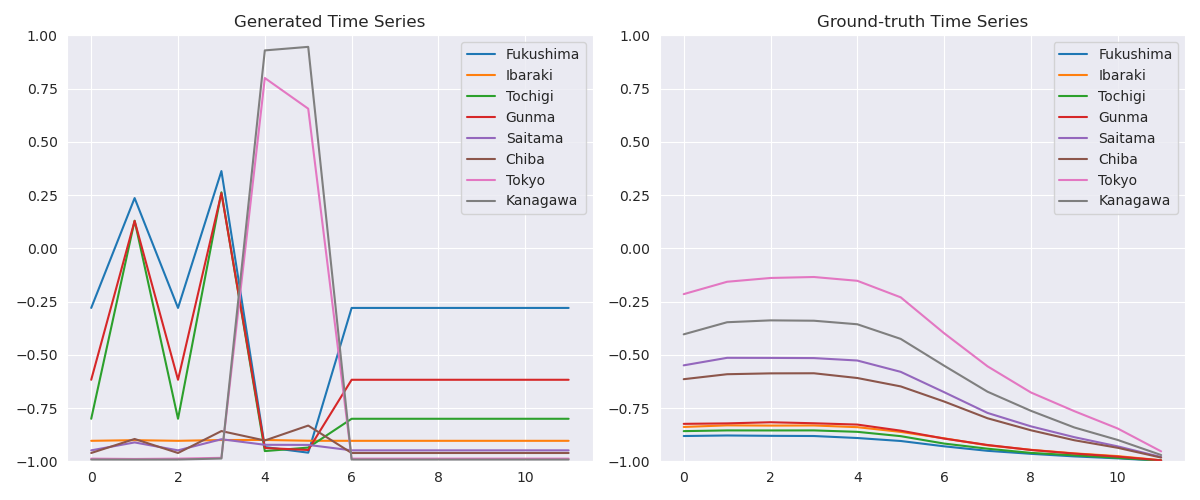 Generated Time Series
1.00
0.75
0.50
0.25
0.00
−0.25
−0.50
−0.75
−1.00
0 2 4 6 8 10
Fukushima
Ibaraki
Tochigi
Gunma
Saitama
Chiba
Tokyo
Kanagawa
Ground-truth Time Series
1.00
0.75
0.50
0.25
0.00
−0.25
−0.50
−0.75
−1.00
0 2 4 6 8 10
Fukushima
Ibaraki
Tochigi
Gunma
Saitama
Chiba
Tokyo
Kanagawa